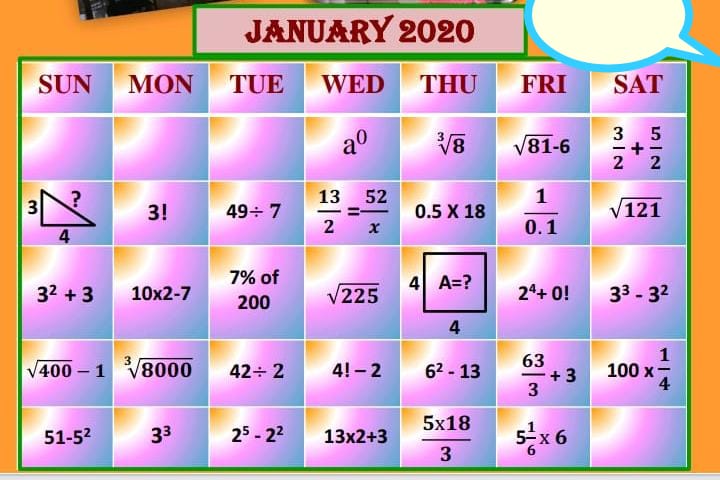 JANUARY 2020
SUN MON TUE WED THU FRI SAT
a⁰ ∛8 √81-6 3/2 + 5/2
3 ? 4 3! 49÷ 7 13/2 = 52/x 0.5 X 18 1/0.1 √121
3² + 3 10x2-7 7% of 200 √225 4 A=? 4 2⁴+ 0! 3³ - 3²
√400 – 1 ∛8000 42÷ 2 4! – 2 6² - 13 63/3 + 3 100 x 1/4
51-5² 3³ 2⁵ - 2² 13x2+3 5x18/3 5 1/6 x 6